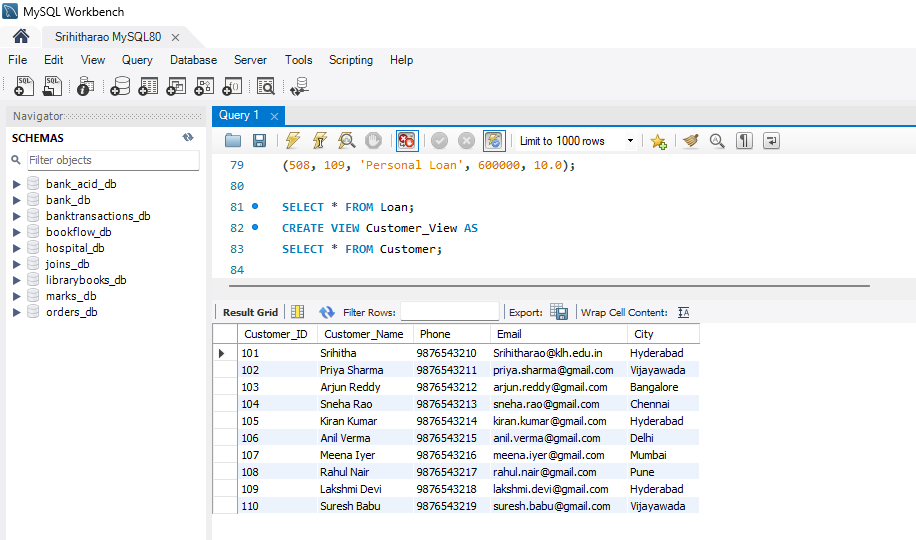 MySQL Workbench
Srihitharao MySQL80
File Edit View Query Database Server Tools Scripting Help
Navigator
SCHEMAS
Filter objects
bank_acid_db
bank_db
banktransactions_db
bookflow_db
hospital_db
joins_db
librarybooks_db
marks_db
orders_db
Query 1
Limit to 1000 rows
79 (508, 109, 'Personal Loan', 600000, 10.0);
80
81 SELECT * FROM Loan;
82 CREATE VIEW Customer_View AS
83 SELECT * FROM Customer;
84
Result Grid Filter Rows: Export: Wrap Cell Content:
Customer_ID Customer_Name Phone Email City
101 Srihitha 9876543210 Srihitharao@klh.edu.in Hyderabad
102 Priya Sharma 9876543211 priya.sharma@gmail.com Vijayawada
103 Arjun Reddy 9876543212 arjun.reddy@gmail.com Bangalore
104 Sneha Rao 9876543213 sneha.rao@gmail.com Chennai
105 Kiran Kumar 9876543214 kiran.kumar@gmail.com Hyderabad
106 Anil Verma 9876543215 anil.verma@gmail.com Delhi
107 Meena Iyer 9876543216 meena.iyer@gmail.com Mumbai
108 Rahul Nair 9876543217 rahul.nair@gmail.com Pune
109 Lakshmi Devi 9876543218 lakshmi.devi@gmail.com Hyderabad
110 Suresh Babu 9876543219 suresh.babu@gmail.com Vijayawada